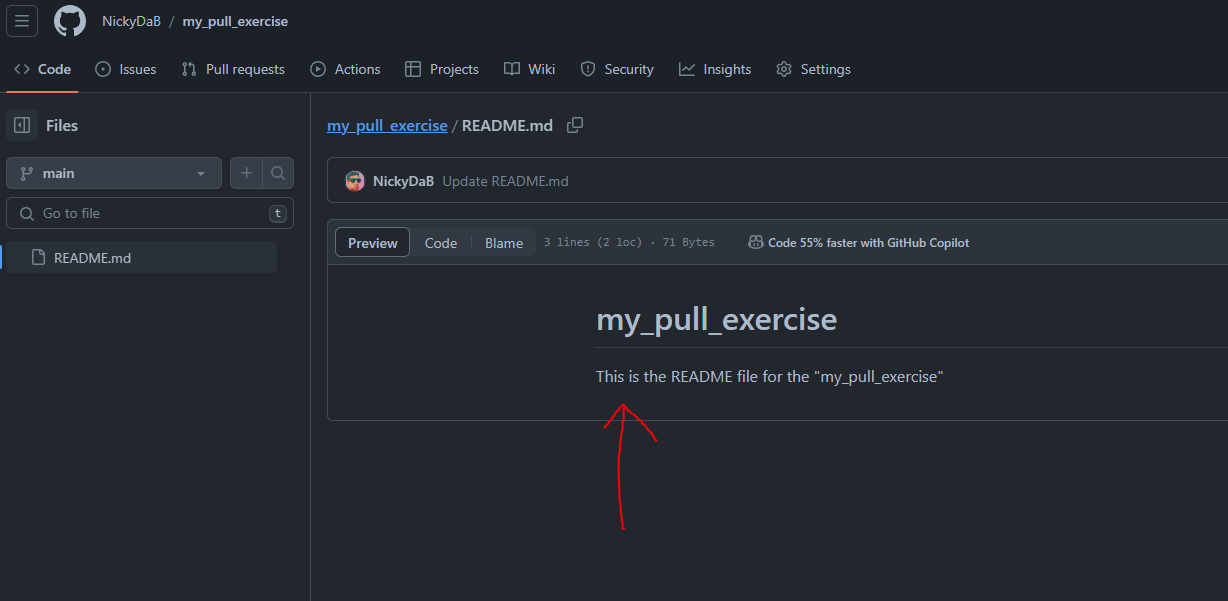 NickyDaB / my_pull_exercise
Code Issues Pull requests Actions Projects Wiki Security Insights Settings
Files
main
Go to file t
README.md
my_pull_exercise / README.md
NickyDaB Update README.md
Preview Code Blame 3 lines (2 loc) · 71 Bytes Code 55% faster with GitHub Copilot
my_pull_exercise
This is the README file for the "my_pull_exercise"